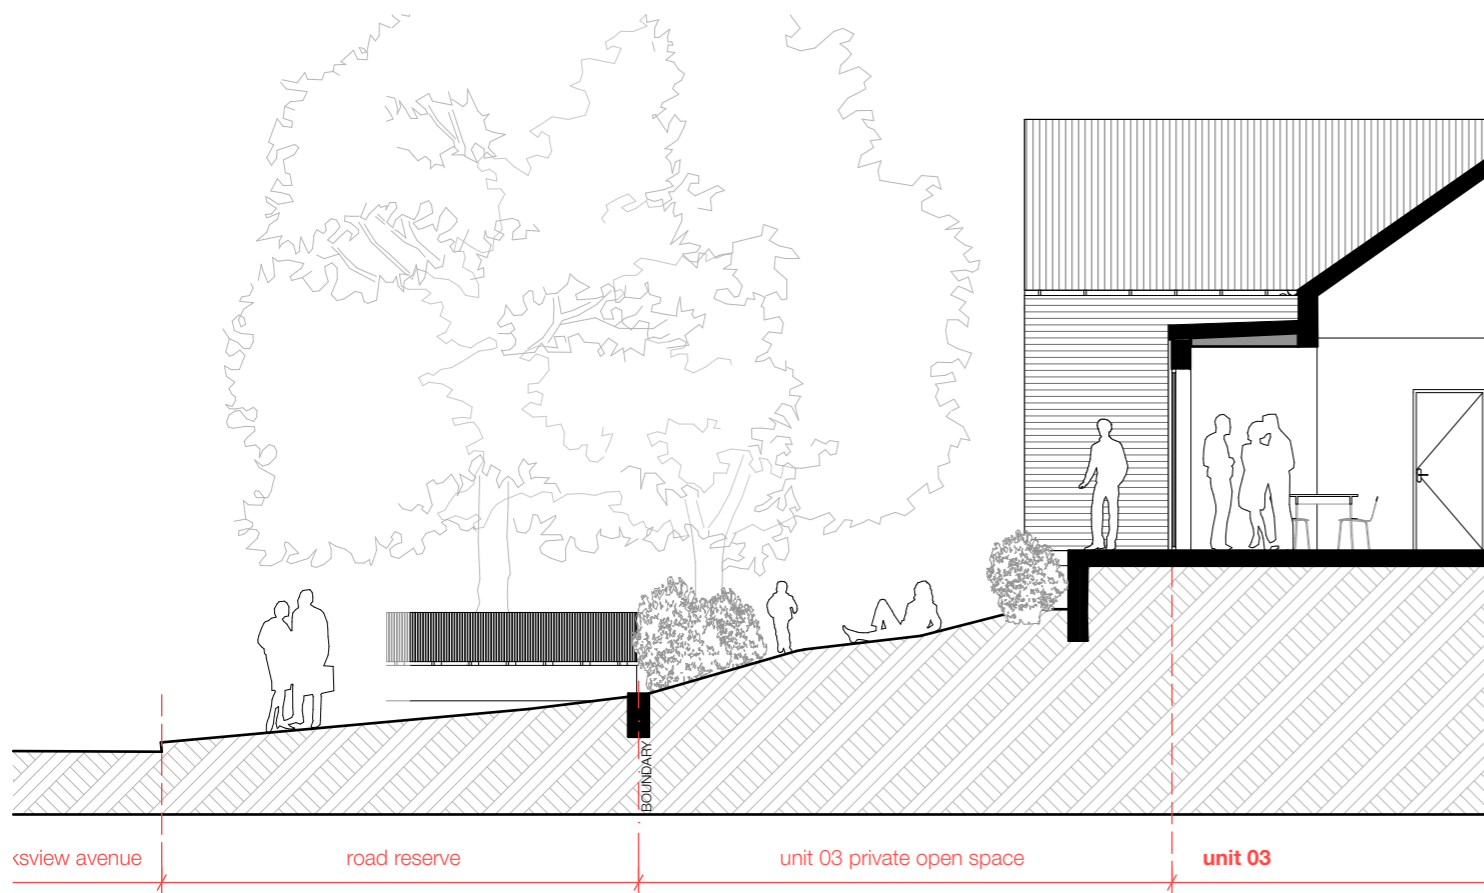 BOUNDARY
ksview avenue
road reserve
unit 03 private open space
unit 03